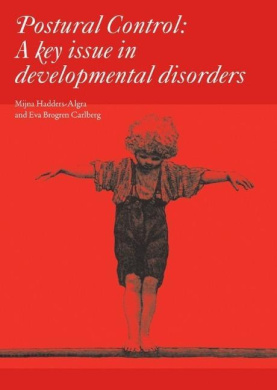 Postural Control:
A key issue in
developmental disorders
Mijna Hadders-Algra
and Eva Brogren Carlberg